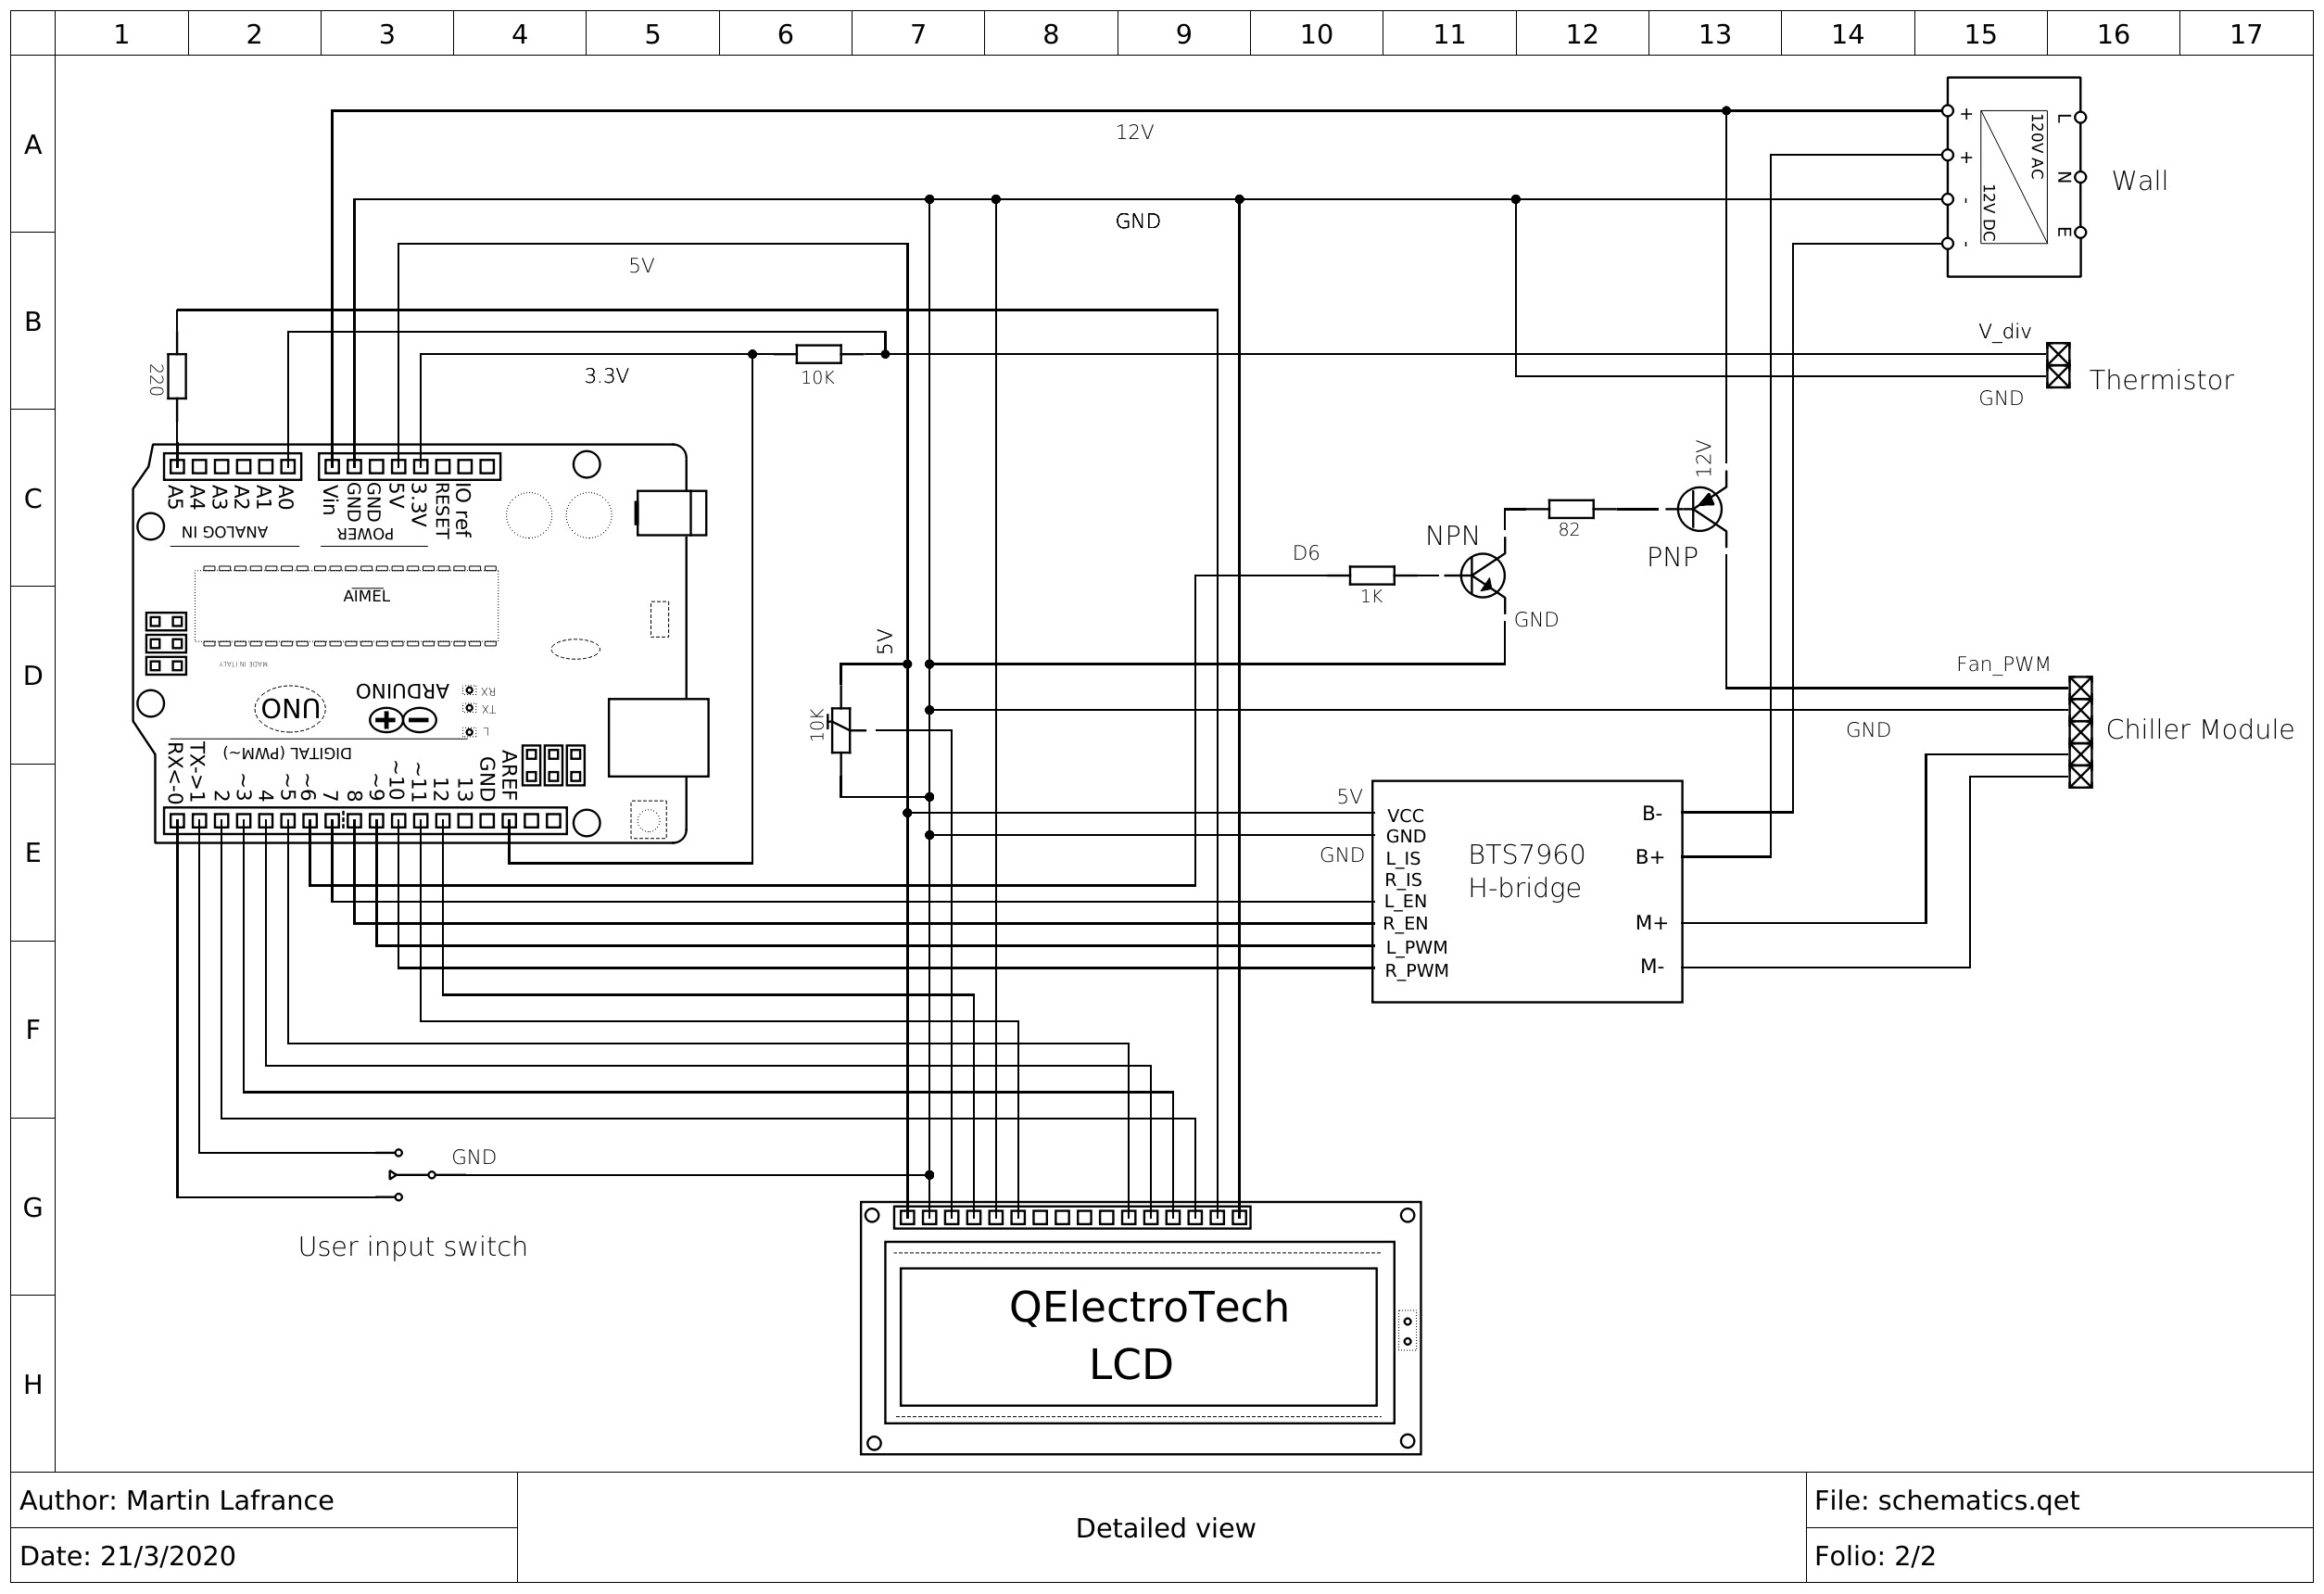 1 2 3 4 5 6 7 8 9 10 11 12 13 14 15 16 17
A
B
C
D
E
F
G
H
12V
GND
5V
+
+
-
-
120V AC
12V DC
L
N
E
Wall
220
3.3V
10K
V_div
GND
Thermistor
A5
A4
A3
A2
A1
A0
ANALOG IN
Vin
GND
GND
5V
3.3V
RESET
IO ref
POWER
AIMEL
MADE IN ITALY
UNO
ARDUINO
RX
TX
L
DIGITAL (PWM~)
RX<-0
TX->1
2
~3
4
~5
~6
7
8
~9
~10
~11
12
13
GND
AREF
12V
NPN
82
PNP
D6
1K
GND
5V
10K
Fan_PWM
GND
Chiller Module
5V
GND
VCC
GND
L_IS
R_IS
L_EN
R_EN
L_PWM
R_PWM
BTS7960
H-bridge
B-
B+
M+
M-
GND
User input switch
QElectroTech
LCD
Author: Martin Lafrance
Date: 21/3/2020
Detailed view
File: schematics.qet
Folio: 2/2